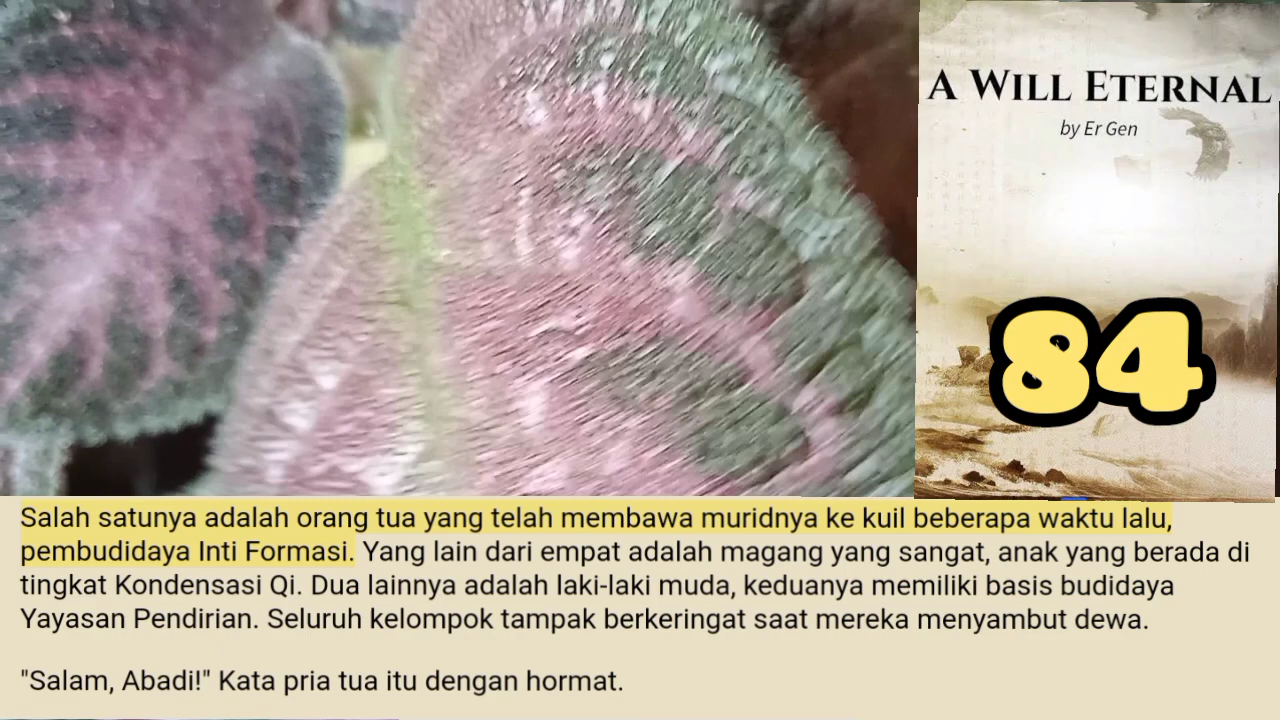 A WILL ETERNAL
by Er Gen
84
Salah satunya adalah orang tua yang telah membawa muridnya ke kuil beberapa waktu lalu,
pembudidaya Inti Formasi. Yang lain dari empat adalah magang yang sangat, anak yang berada di
tingkat Kondensasi Qi. Dua lainnya adalah laki-laki muda, keduanya memiliki basis budidaya
Yayasan Pendirian. Seluruh kelompok tampak berkeringat saat mereka menyambut dewa.
"Salam, Abadi!" Kata pria tua itu dengan hormat.